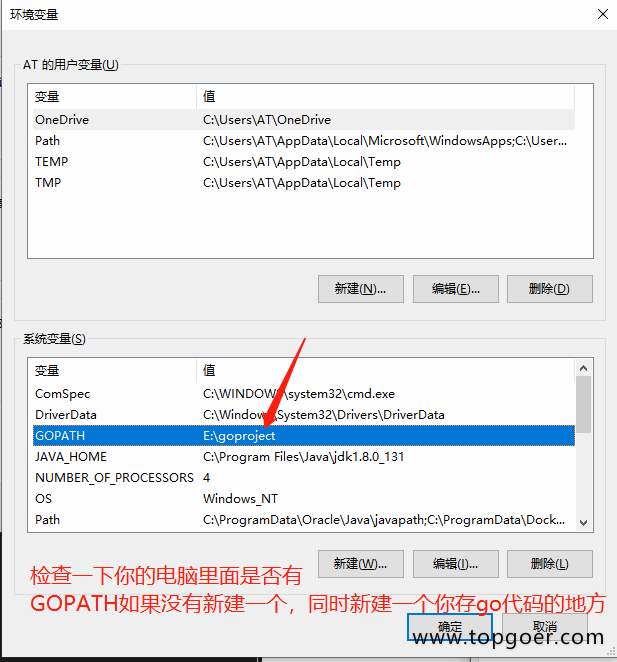 环境变量
AT 的用户变量(U)
变量 值
OneDrive C:\Users\AT\OneDrive
Path C:\Users\AT\AppData\Local\Microsoft\WindowsApps;C:\User...
TEMP C:\Users\AT\AppData\Local\Temp
TMP C:\Users\AT\AppData\Local\Temp
新建(N)... 编辑(E)... 删除(D)
系统变量(S)
变量 值
ComSpec C:\WINDOWS\system32\cmd.exe
DriverData C:\Windows\System32\Drivers\DriverData
GOPATH E:\goproject
JAVA_HOME C:\Program Files\Java\jdk1.8.0_131
NUMBER_OF_PROCESSORS 4
OS Windows_NT
Path C:\ProgramData\Oracle\Java\javapath;C:\ProgramData\Dock...
新建(W)... 编辑(I)... 删除(L)
检查一下你的电脑里面是否有
GOPATH如果没有新建一个，同时新建一个你存go代码的地方
确定 取消
www.topgoer.com